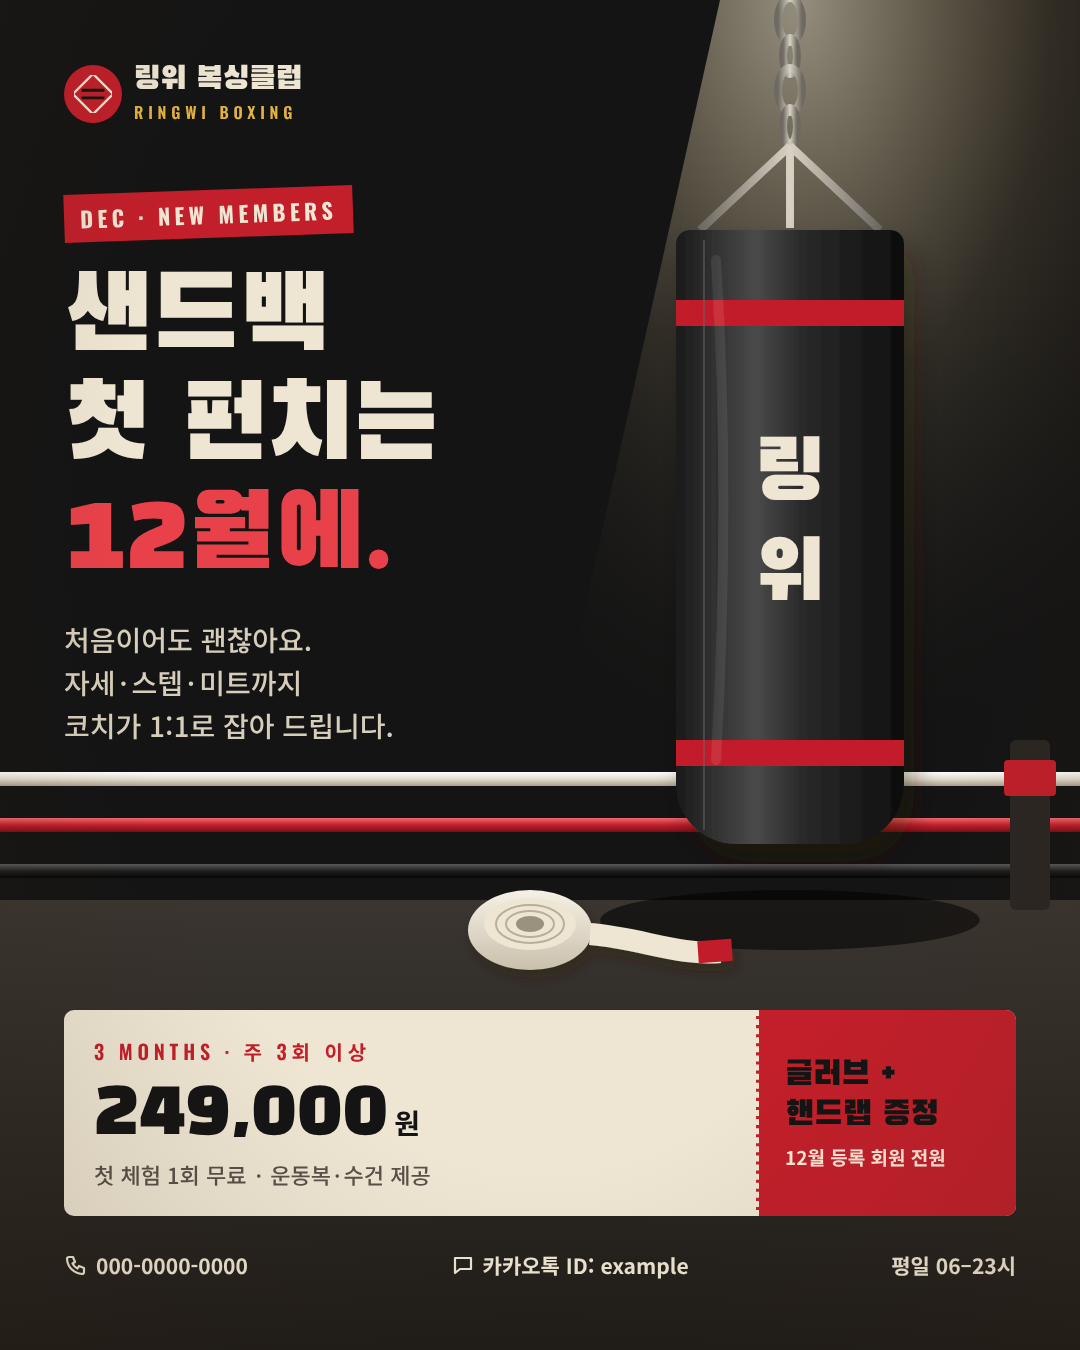 링위 복싱클럽
RINGWI BOXING
DEC · NEW MEMBERS
샌드백
첫 펀치는
12월에.
처음이어도 괜찮아요.
자세·스텝·미트까지
코치가 1:1로 잡아 드립니다.
링
위
3 MONTHS · 주 3회 이상
249,000원
첫 체험 1회 무료 · 운동복·수건 제공
글러브 +
핸드랩 증정
12월 등록 회원 전원
000-0000-0000
카카오톡 ID: example
평일 06–23시